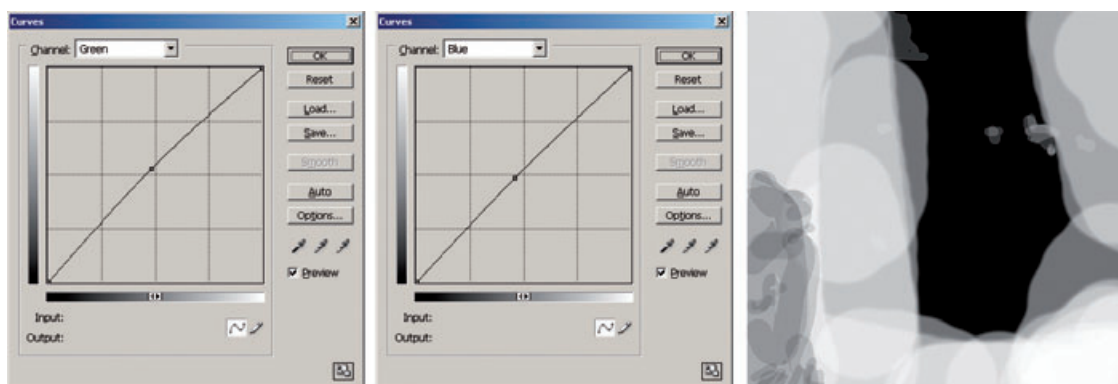 Curves
Channel: Green
OK
Reset
Load...
Save...
Smooth
Auto
Options...
Preview
Input:
Output:
Curves
Channel: Blue
OK
Reset
Load...
Save...
Smooth
Auto
Options...
Preview
Input:
Output: